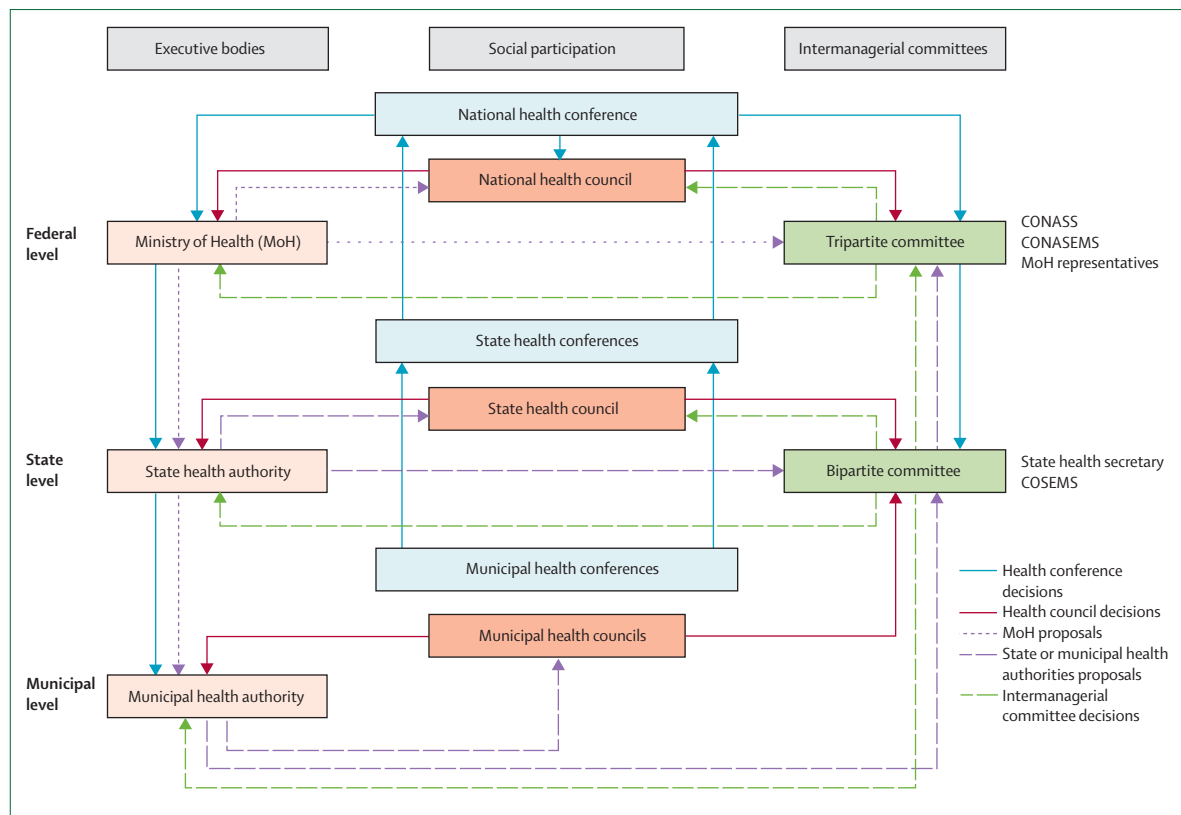 Executive bodies
Social participation
Intermanagerial committees
National health conference
National health council
Federal
level
Ministry of Health (MoH)
Tripartite committee
CONASS
CONASEMS
MoH representatives
State health conferences
State health council
State
level
State health authority
Bipartite committee
State health secretary
COSEMS
Municipal health conferences
Municipal health councils
Municipal
level
Municipal health authority
Health conference
decisions
Health council decisions
MoH proposals
State or municipal health
authorities proposals
Intermanagerial
committee decisions